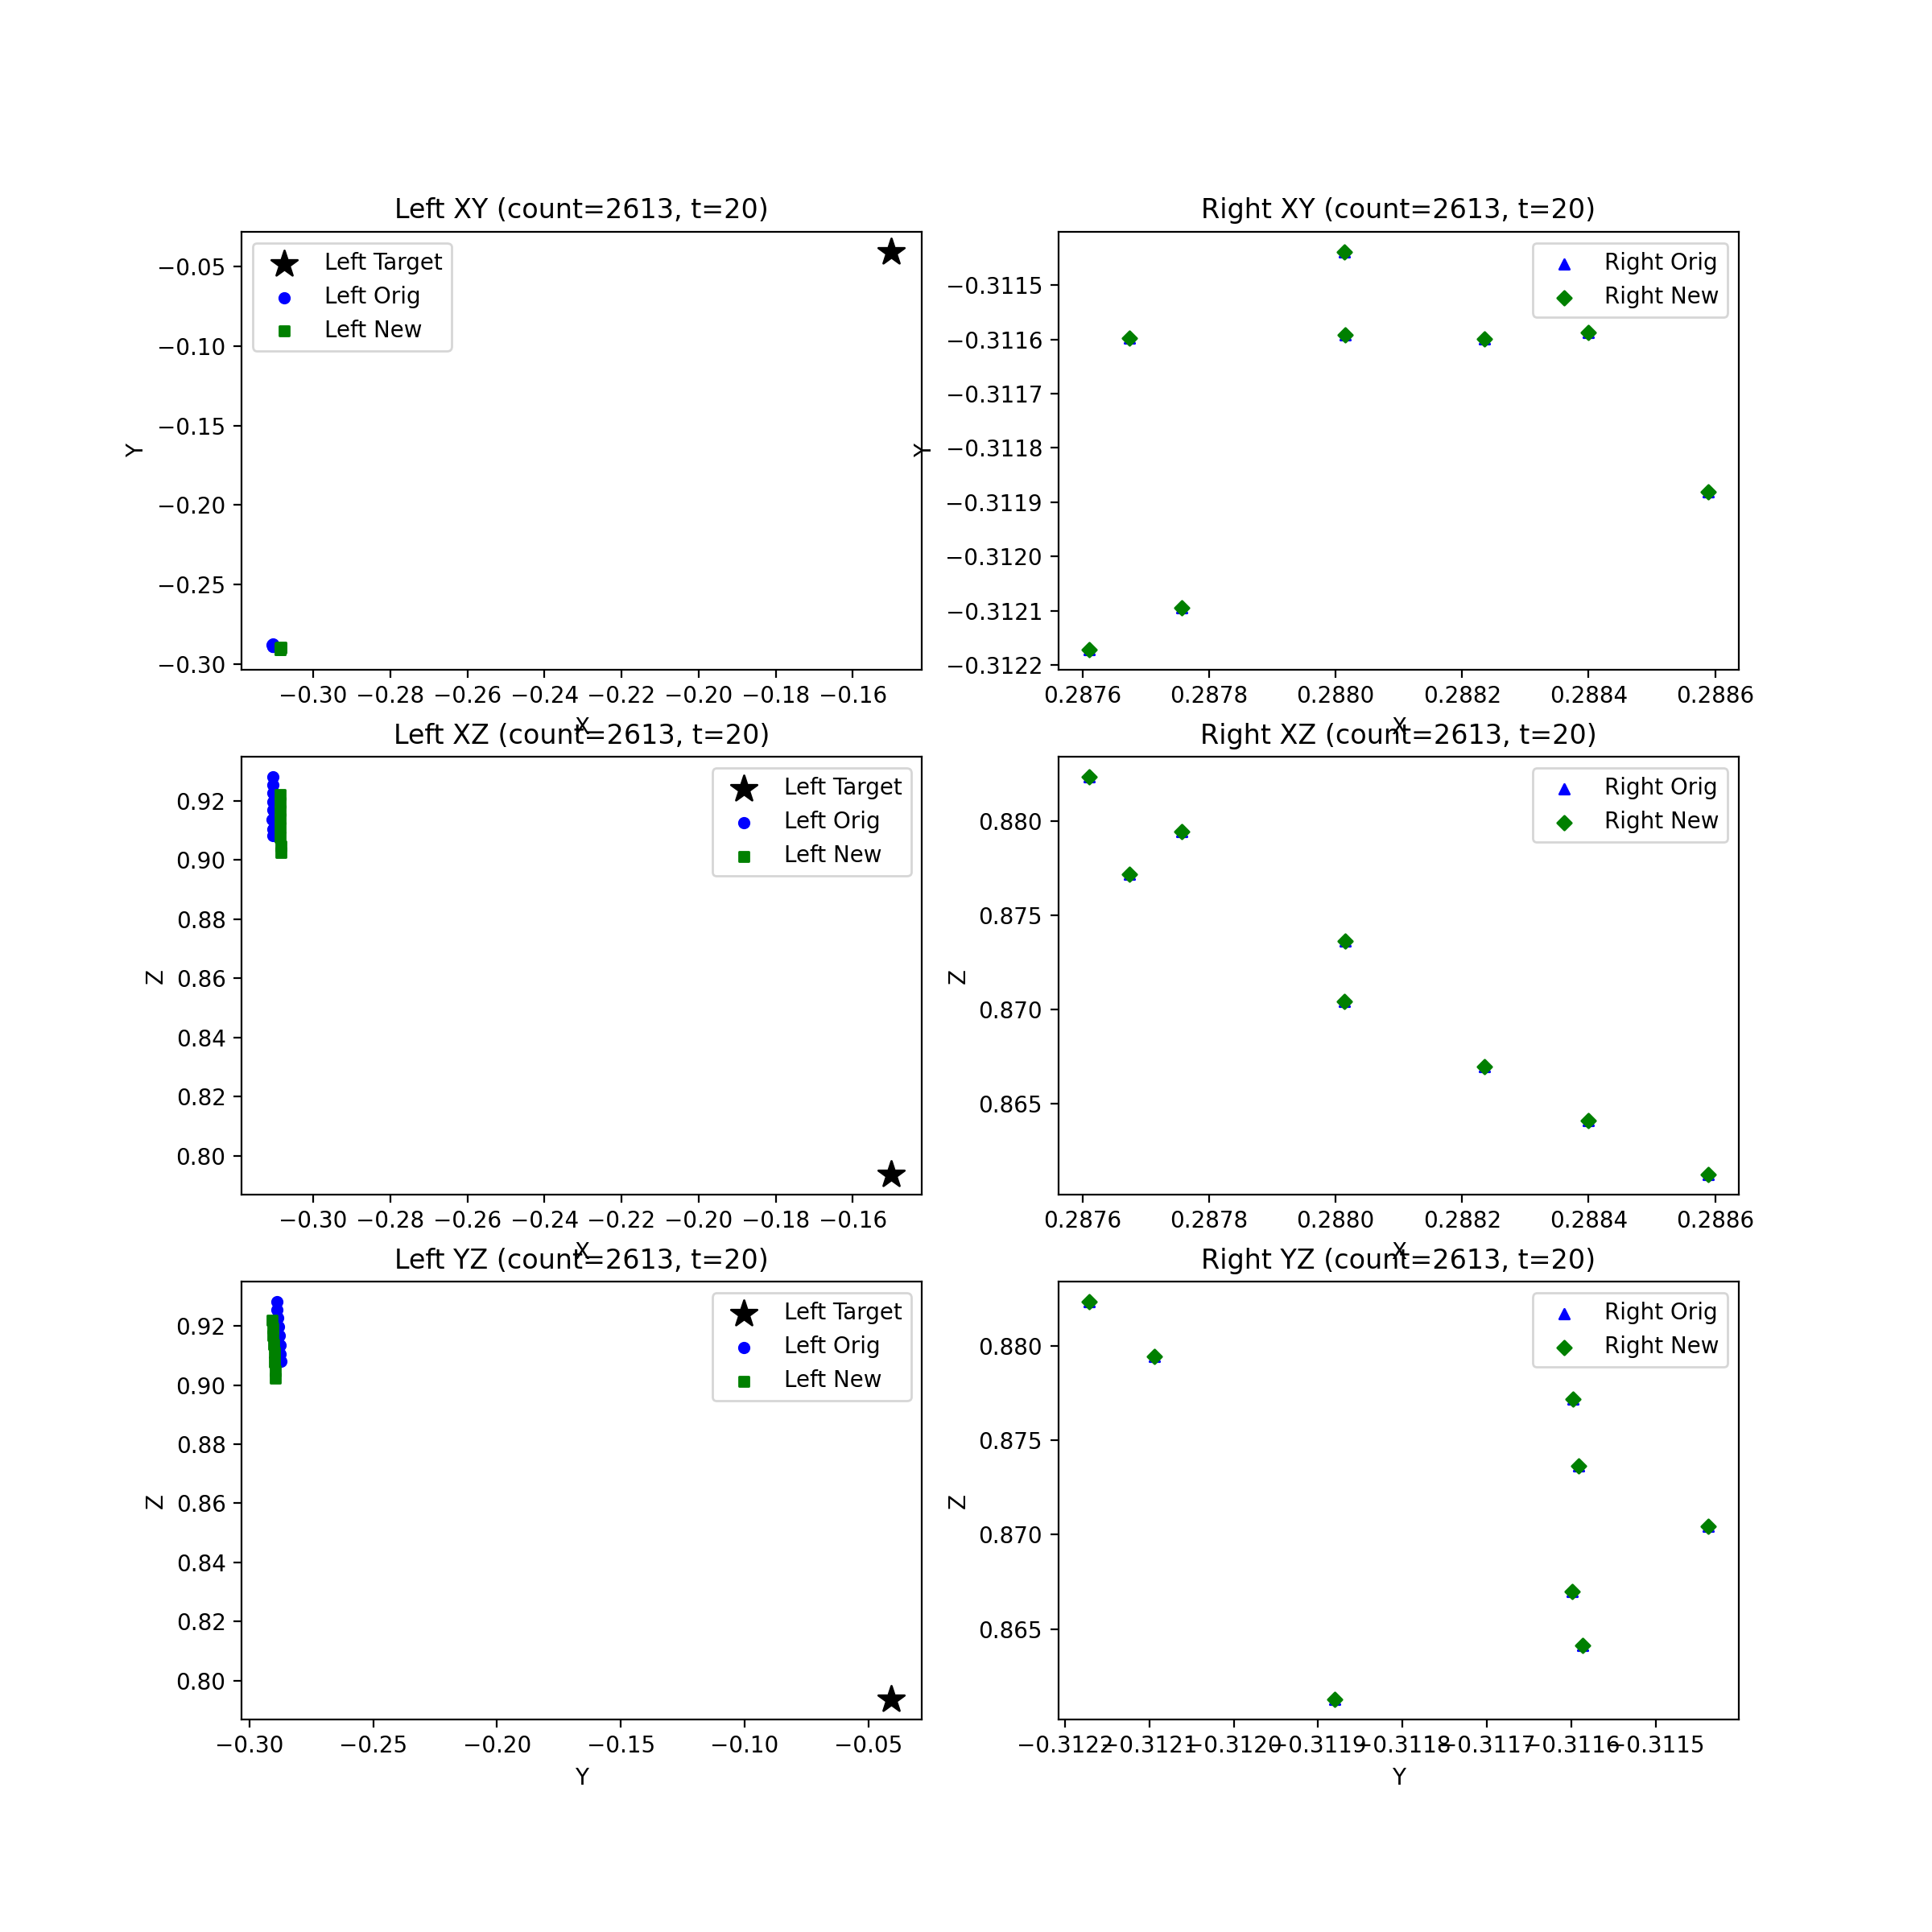 Left XY (count=2613, t=20)
Left Target
Left Orig
Left New
−0.05
−0.10
−0.15
−0.20
−0.25
−0.30
Y
−0.30 −0.28 −0.26 −0.24 −0.22 −0.20 −0.18 −0.16
X
Right XY (count=2613, t=20)
Right Orig
Right New
−0.3115
−0.3116
−0.3117
−0.3118
−0.3119
−0.3120
−0.3121
−0.3122
Y
0.2876 0.2878 0.2880 0.2882 0.2884 0.2886
X
Left XZ (count=2613, t=20)
Left Target
Left Orig
Left New
0.92
0.90
0.88
0.86
0.84
0.82
0.80
Z
−0.30 −0.28 −0.26 −0.24 −0.22 −0.20 −0.18 −0.16
X
Right XZ (count=2613, t=20)
Right Orig
Right New
0.880
0.875
0.870
0.865
Z
0.2876 0.2878 0.2880 0.2882 0.2884 0.2886
X
Left YZ (count=2613, t=20)
Left Target
Left Orig
Left New
0.92
0.90
0.88
0.86
0.84
0.82
0.80
Z
−0.30 −0.25 −0.20 −0.15 −0.10 −0.05
Y
Right YZ (count=2613, t=20)
Right Orig
Right New
0.880
0.875
0.870
0.865
Z
−0.3122 −0.3121 −0.3120 −0.3119 −0.3118 −0.3117 −0.3116 −0.3115
Y